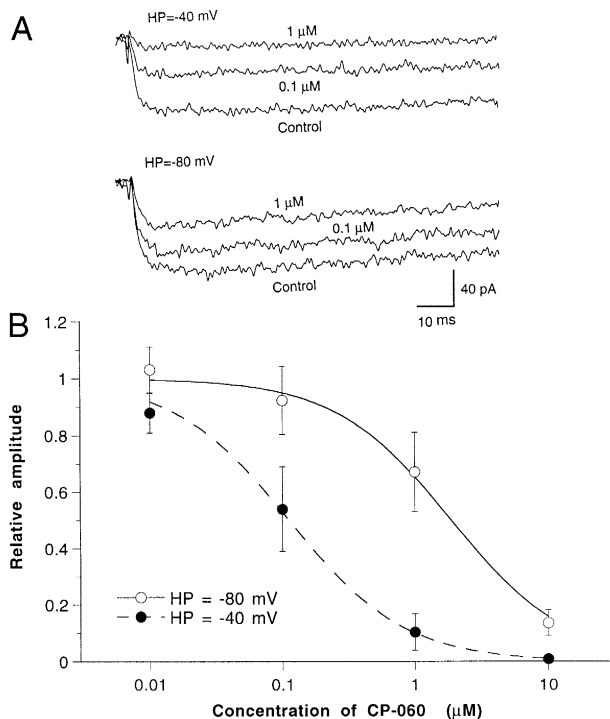 A
HP=-40 mV
1 µM
0.1 µM
Control
HP=-80 mV
1 µM
0.1 µM
Control
40 pA
10 ms
B
1.2
1
0.8
0.6
0.4
0.2
0
Relative amplitude
HP = -80 mV
HP = -40 mV
0.01
0.1
1
10
Concentration of CP-060 (µM)